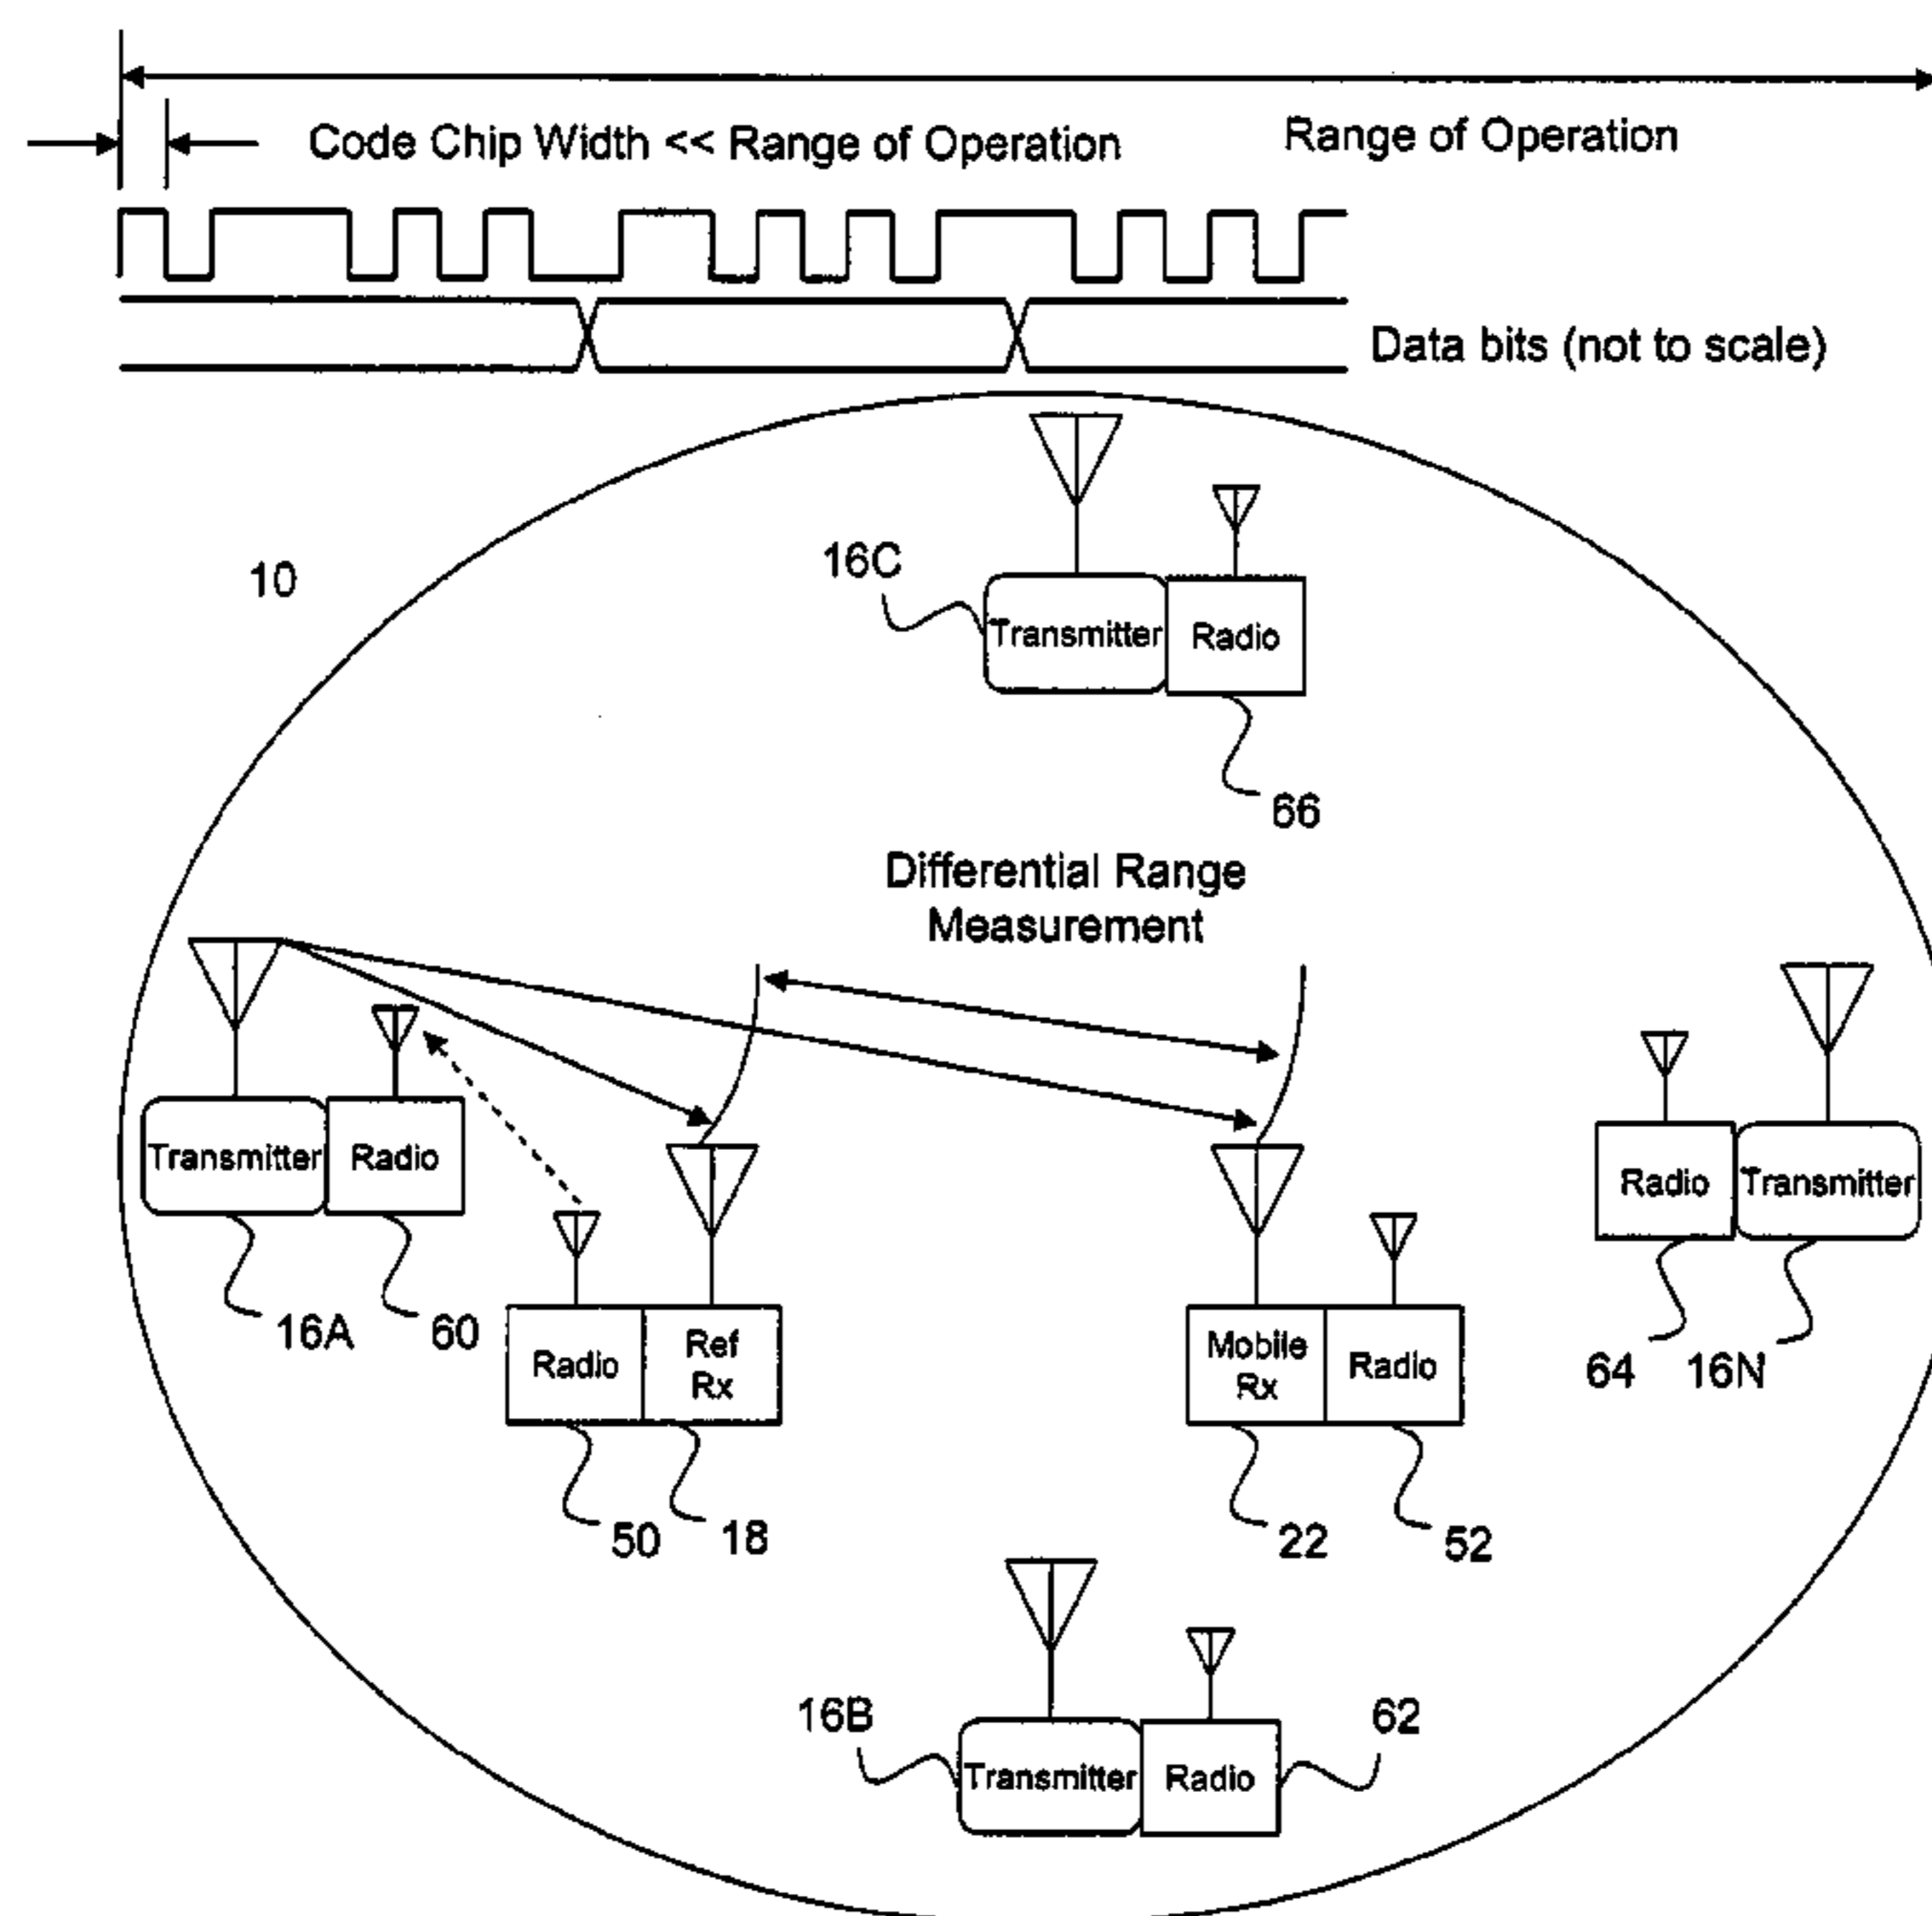 Code Chip Width << Range of Operation
Range of Operation
Data bits (not to scale)
10
16C
Transmitter
Radio
66
Differential Range
Measurement
Transmitter
Radio
16A
60
Radio
Ref
Rx
50
18
Mobile
Rx
Radio
22
52
Radio
Transmitter
64
16N
16B
Transmitter
Radio
62